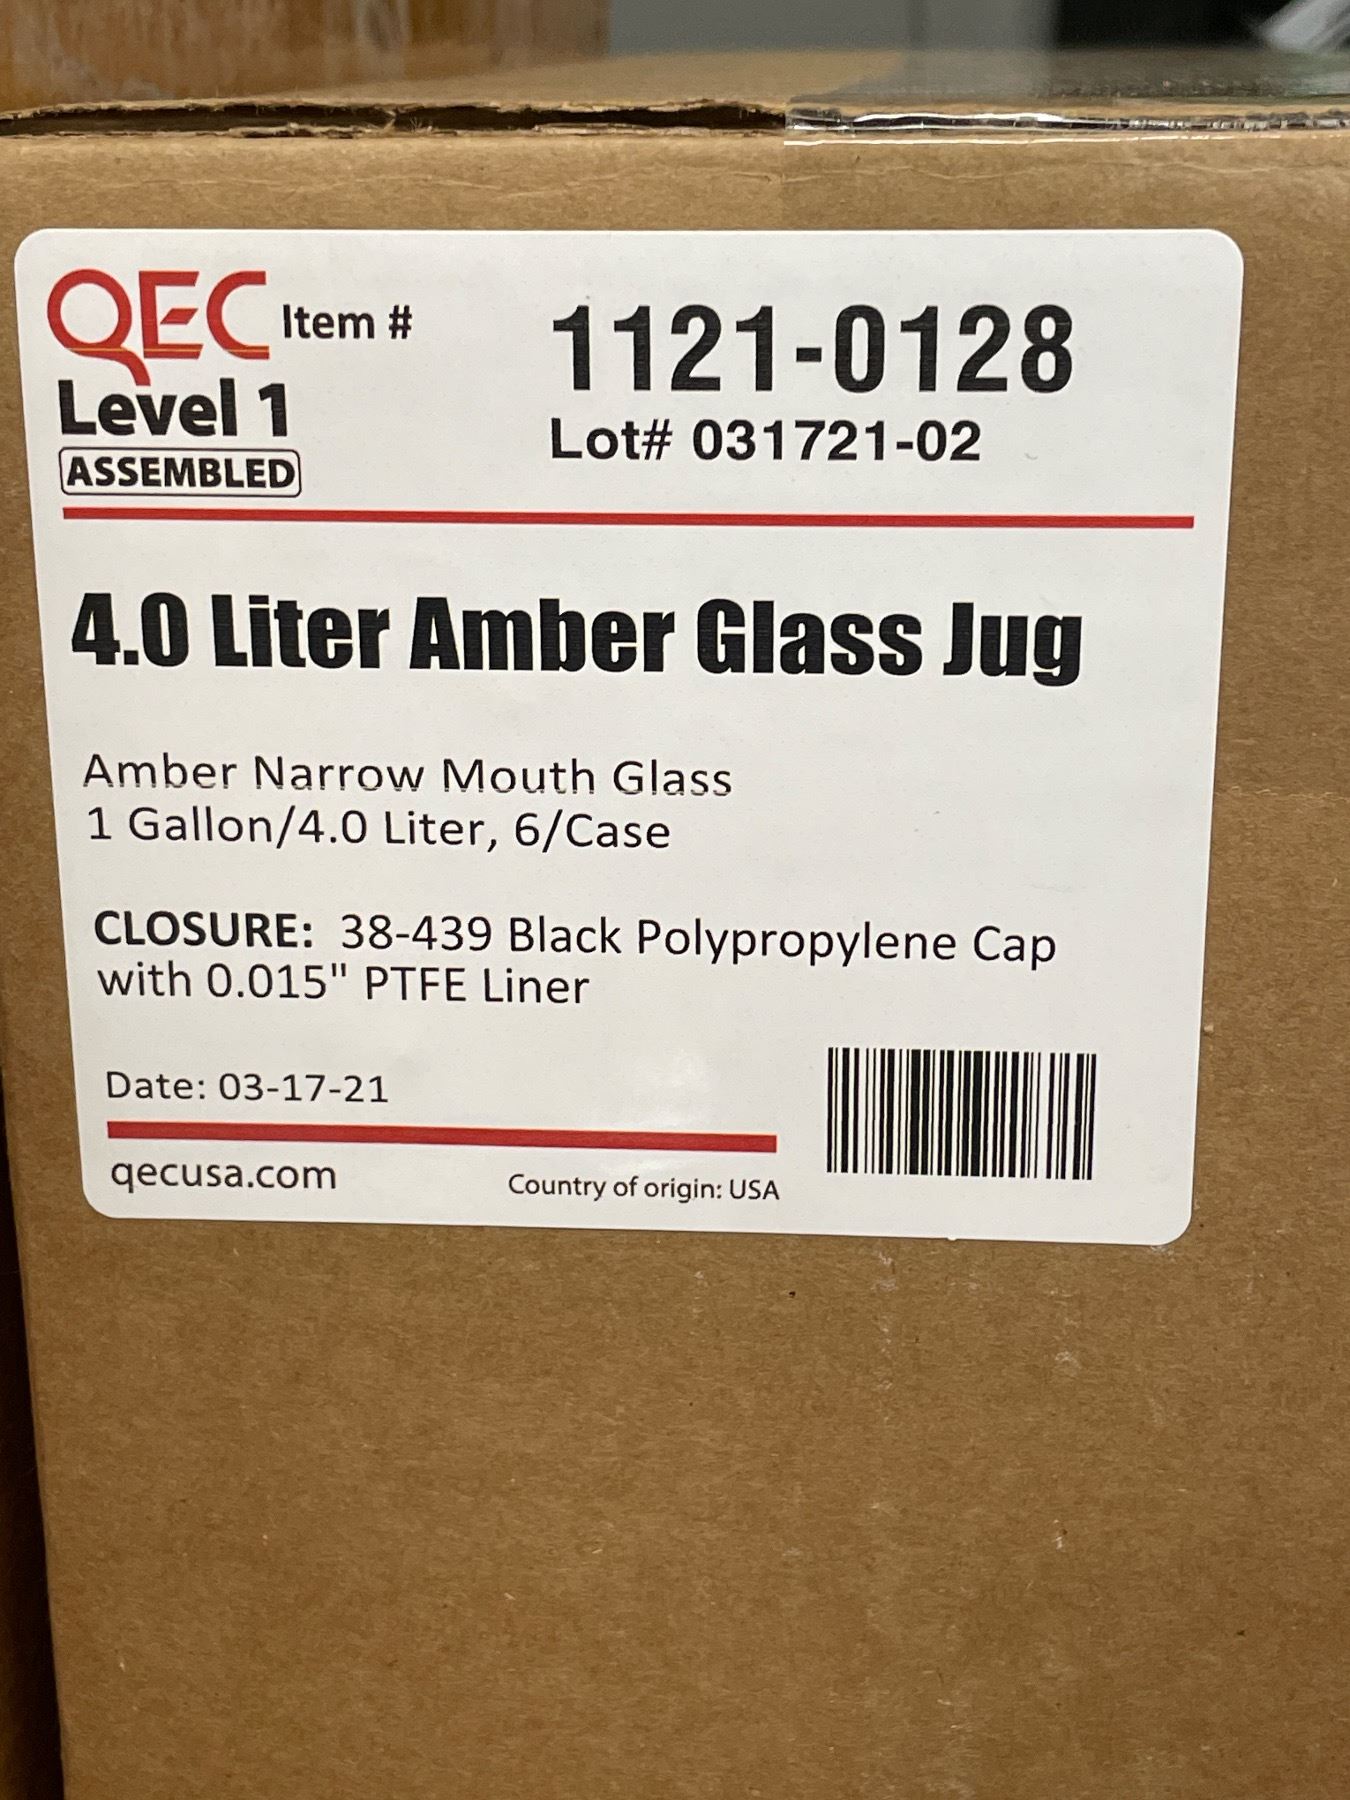 QEC Item # 1121-0128
Level 1
Lot# 031721-02
ASSEMBLED
4.0 Liter Amber Glass Jug
Amber Narrow Mouth Glass
1 Gallon/4.0 Liter, 6/Case
CLOSURE: 38-439 Black Polypropylene Cap
with 0.015" PTFE Liner
Date: 03-17-21
qecusa.com
Country of origin: USA